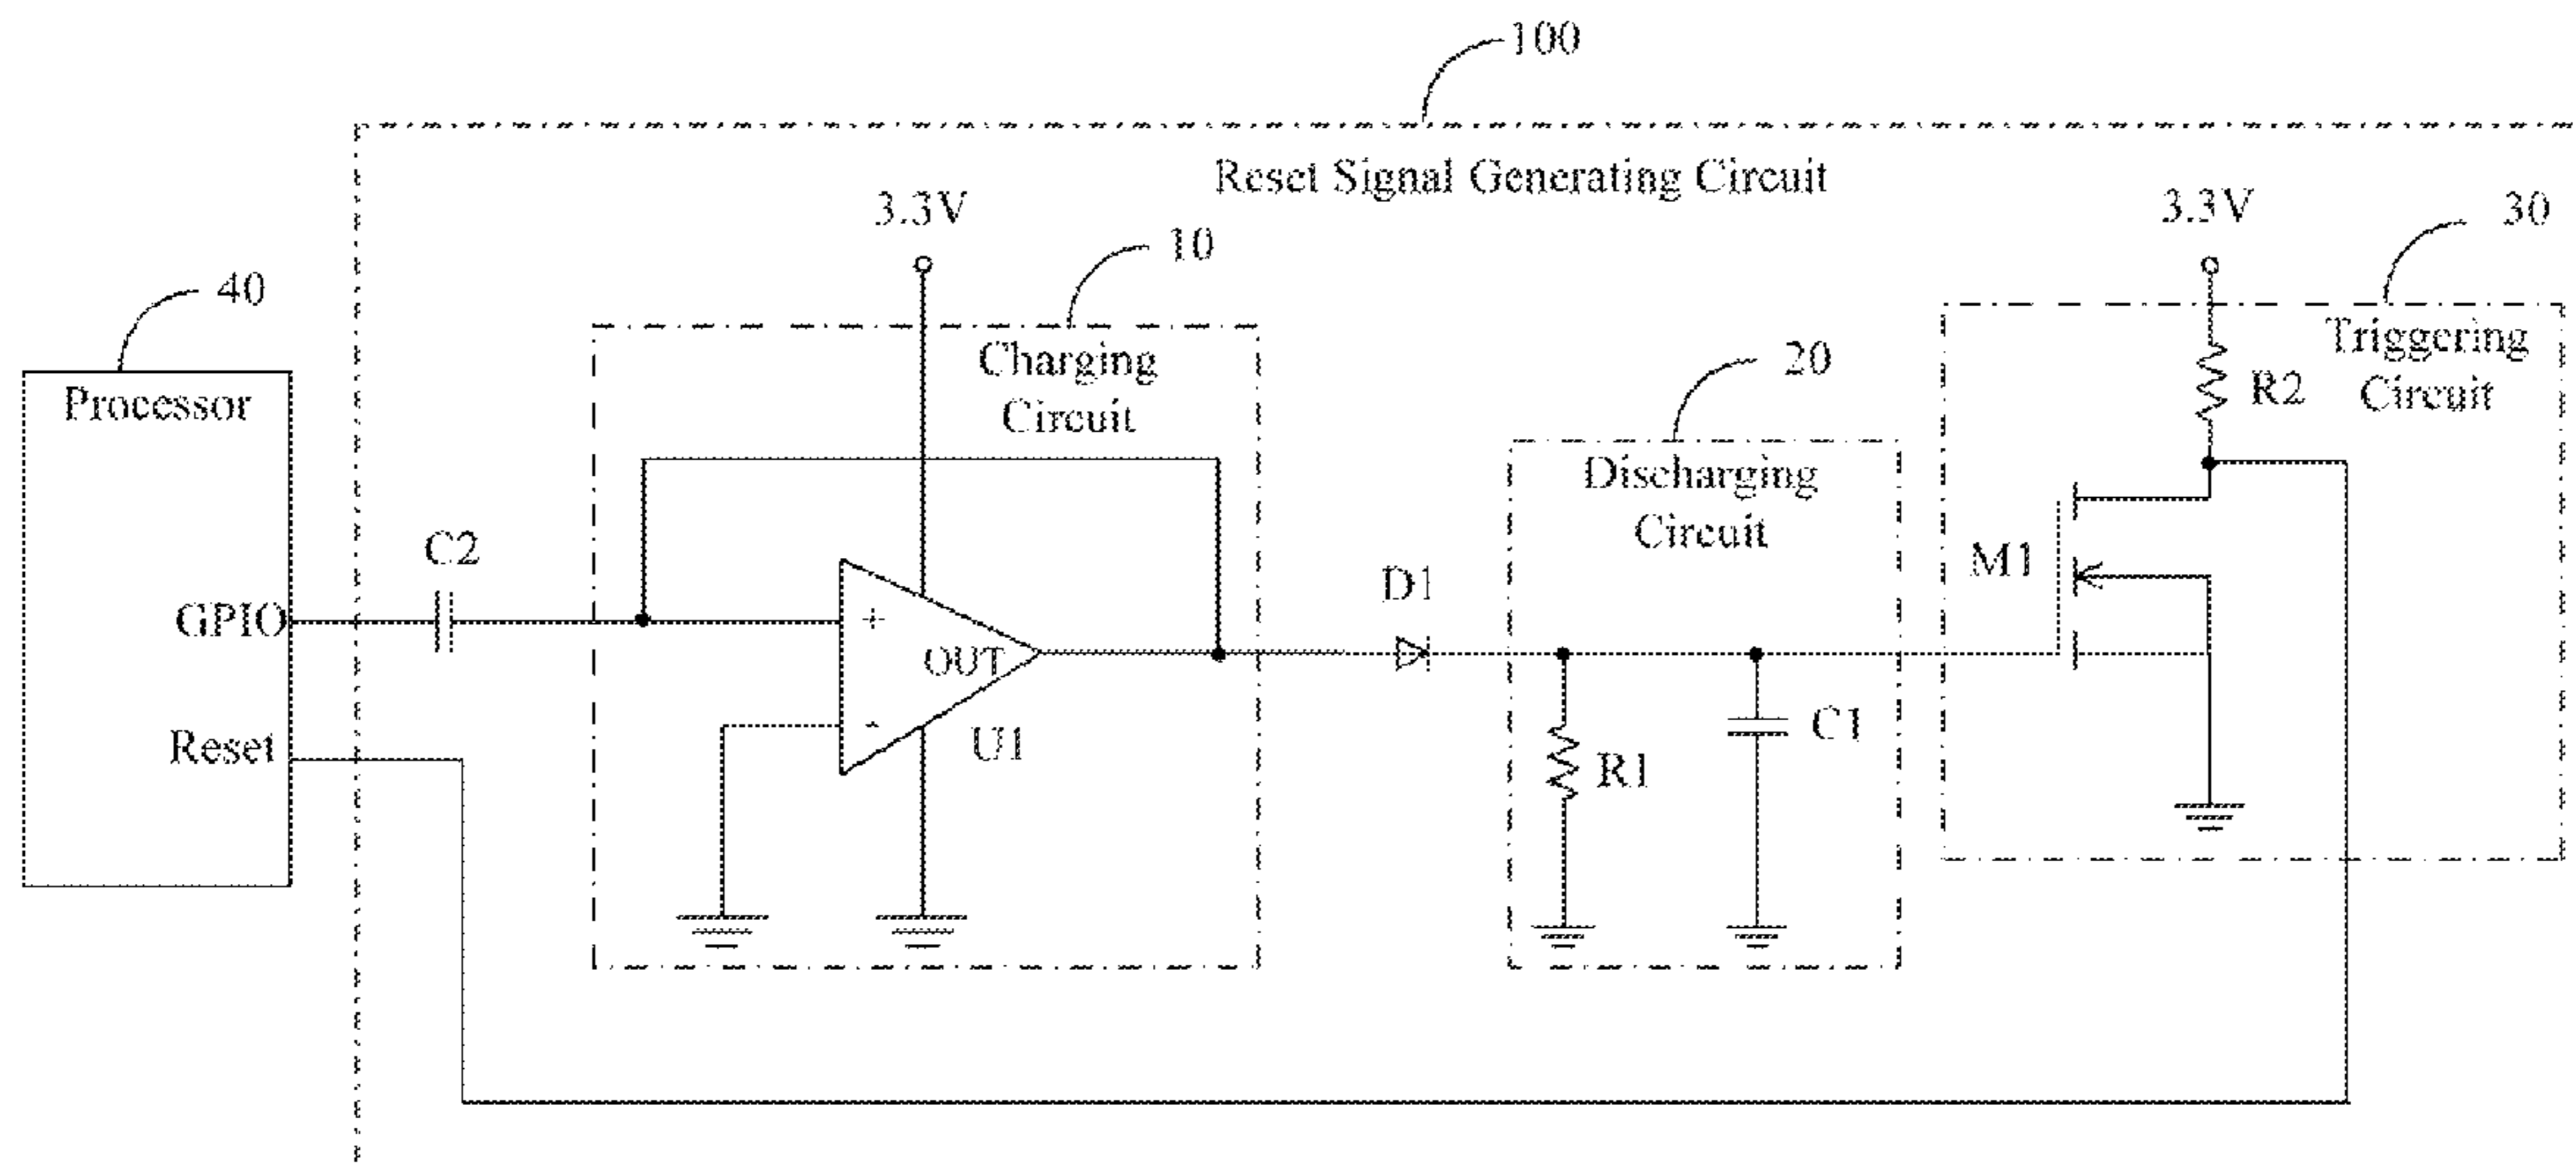 100
Reset Signal Generating Circuit
3.3V
3.3V
30
10
40
Charging
Circuit
Triggering
Circuit
20
R2
Processor
Discharging
Circuit
C2
M1
D1
GPIO
+
OUT
-
U1
C1
R1
Reset